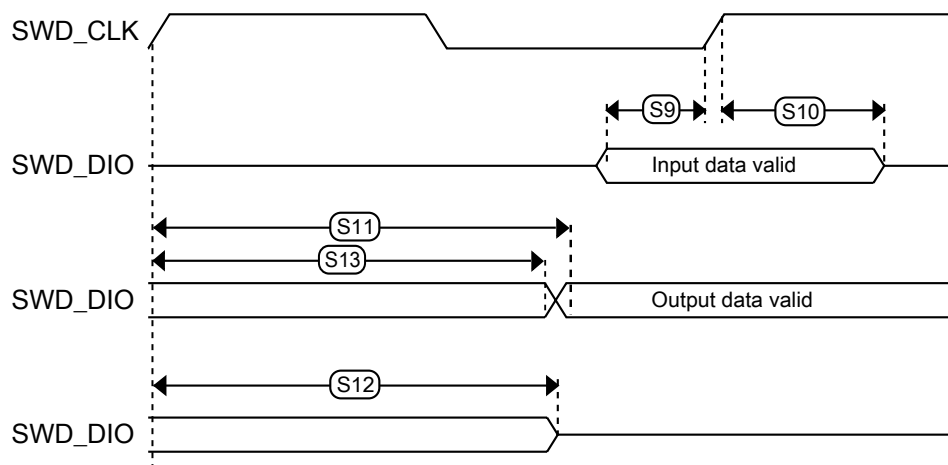 SWD_CLK
S9
S10
SWD_DIO
Input data valid
S11
S13
SWD_DIO
Output data valid
S12
SWD_DIO